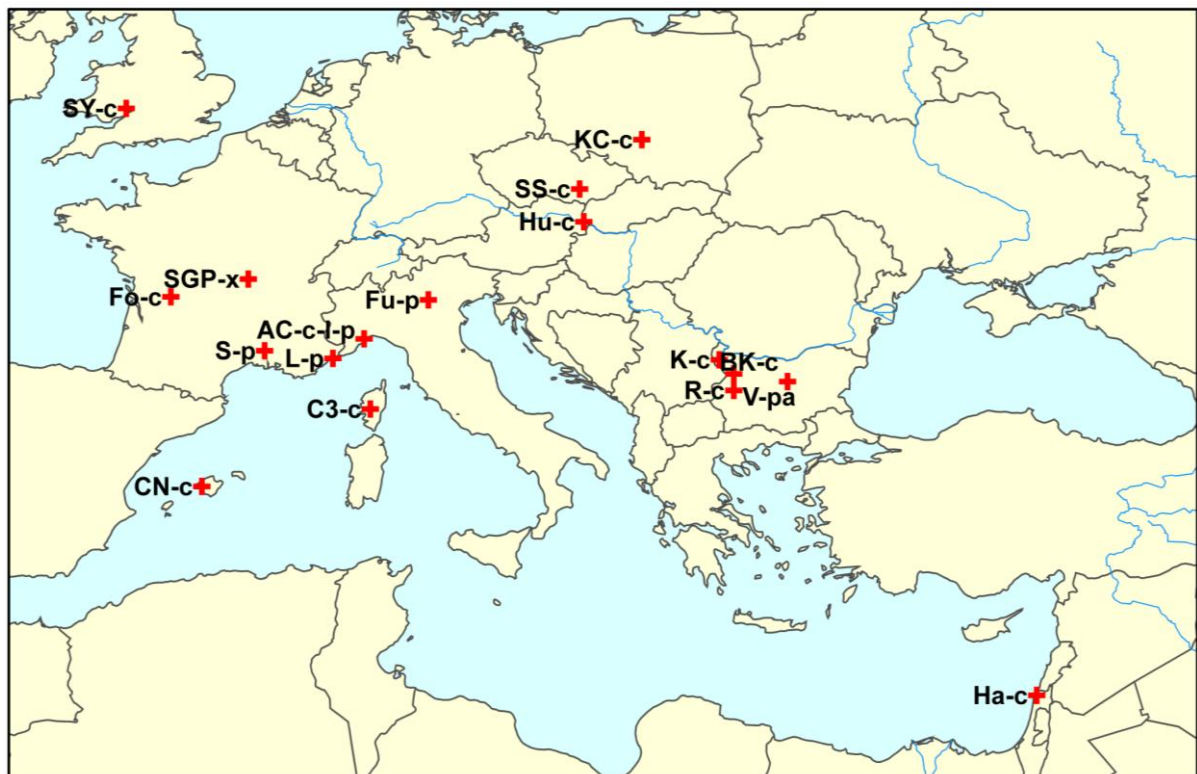 SY-c
KC-c
SS-c
Hu-c
SGP-x
Fo-c
Fu-p
AC-c-I-p
S-p
L-p
K-c
BK-c
R-c
V-pa
C3-c
CN-c
Ha-c